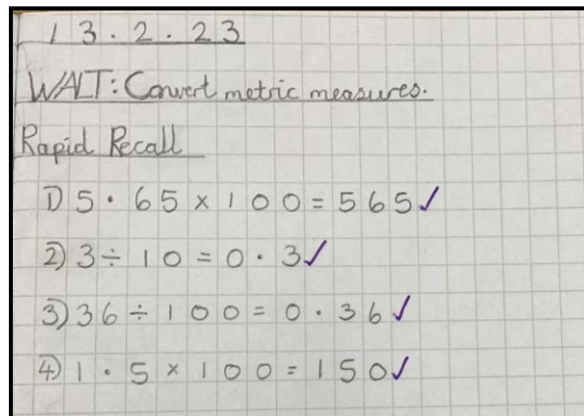 13.2.23
WALT: Convert metric measures.
Rapid Recall
1) 5.65 × 100 = 565 ✓
2) 3 ÷ 10 = 0.3 ✓
3) 36 ÷ 100 = 0.36 ✓
4) 1.5 × 100 = 150 ✓